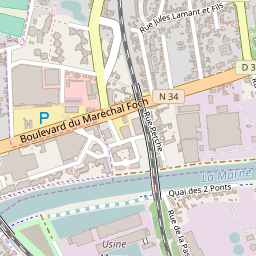 Rue Jules Lamant et Fils
D 3
N 34
P
Boulevard du Maréchal Foch
Rue Perche
La Marne
Quai des 2 Ponts
Rue de la Pa
Usine